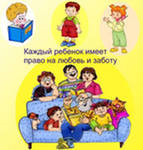 Каждый ребенок имеет
право на любовь и заботу